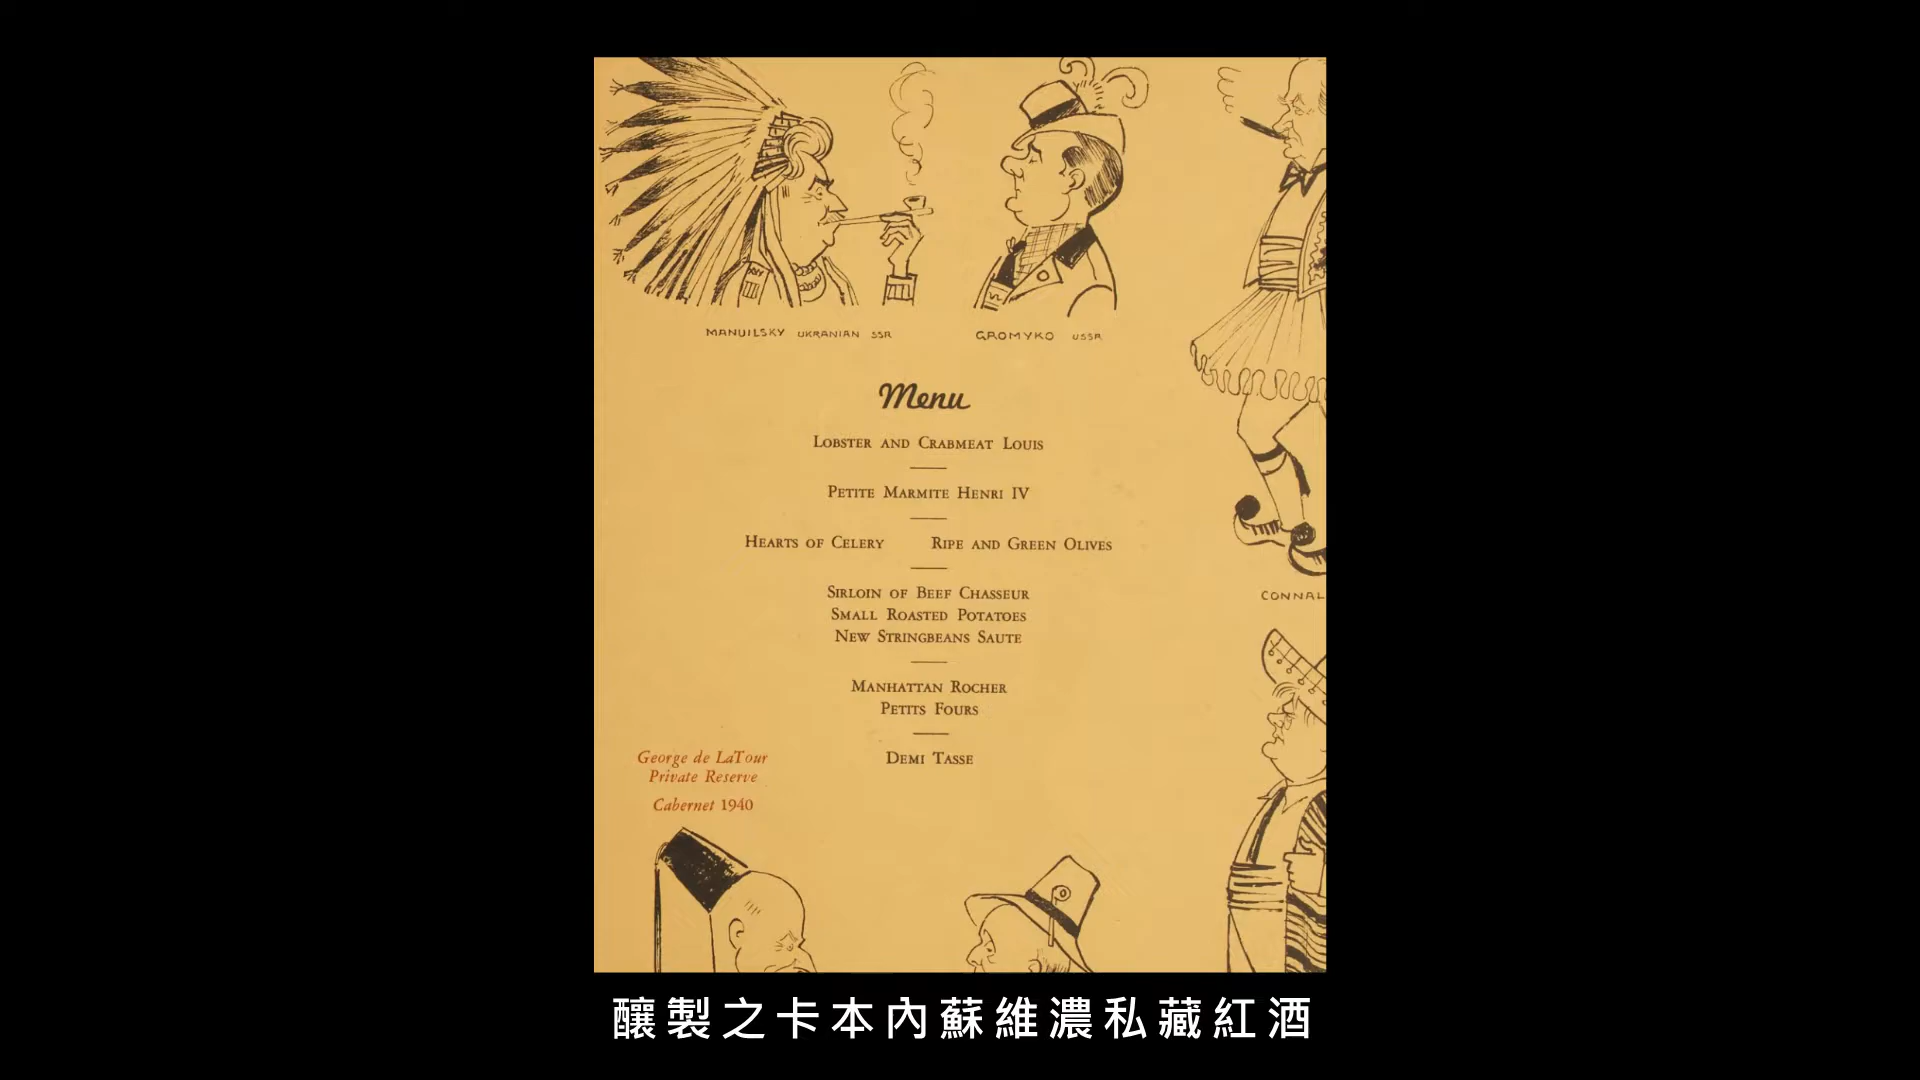 MANUILSKY UKRANIAN SSR
GROMYKO USSR
Menu
LOBSTER AND CRABMEAT LOUIS
PETITE MARMITE HENRI IV
HEARTS OF CELERY RIPE AND GREEN OLIVES
SIRLOIN OF BEEF CHASSEUR
SMALL ROASTED POTATOES
NEW STRINGBEANS SAUTE
CONNAL
MANHATTAN ROCHER
PETITS FOURS
DEMI TASSE
George de LaTour
Private Reserve
Cabernet 1940
釀製之卡本內蘇維濃私藏紅酒